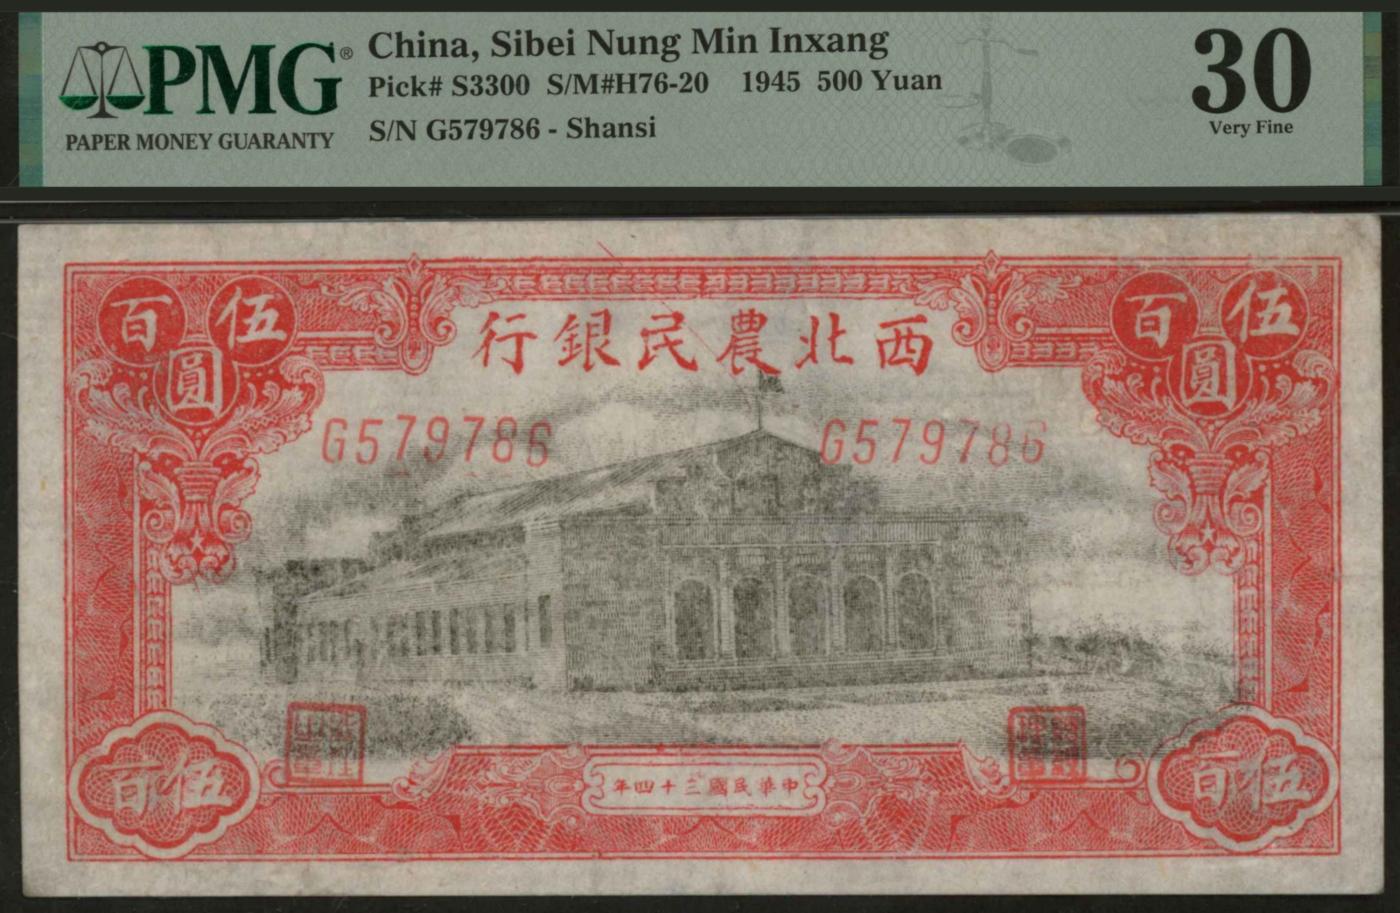 PMG®
PAPER MONEY GUARANTY
China, Sibei Nung Min Inxang
Pick# S3300 S/M#H76-20 1945 500 Yuan
S/N G579786 - Shansi
30
Very Fine
行銀民農北西
百伍
圓
百伍
圓
G579786
G579786
百伍
年四十三國民華中
百伍